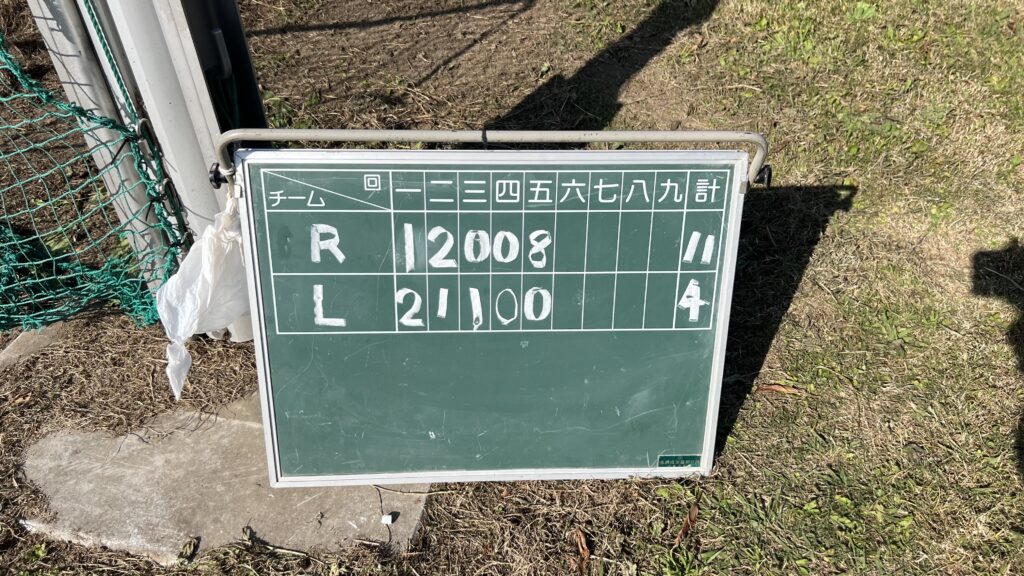 チーム 回 一 二 三 四 五 六 七 八 九 計
R 1 2 0 0 8 11
L 2 1 1 0 0 4